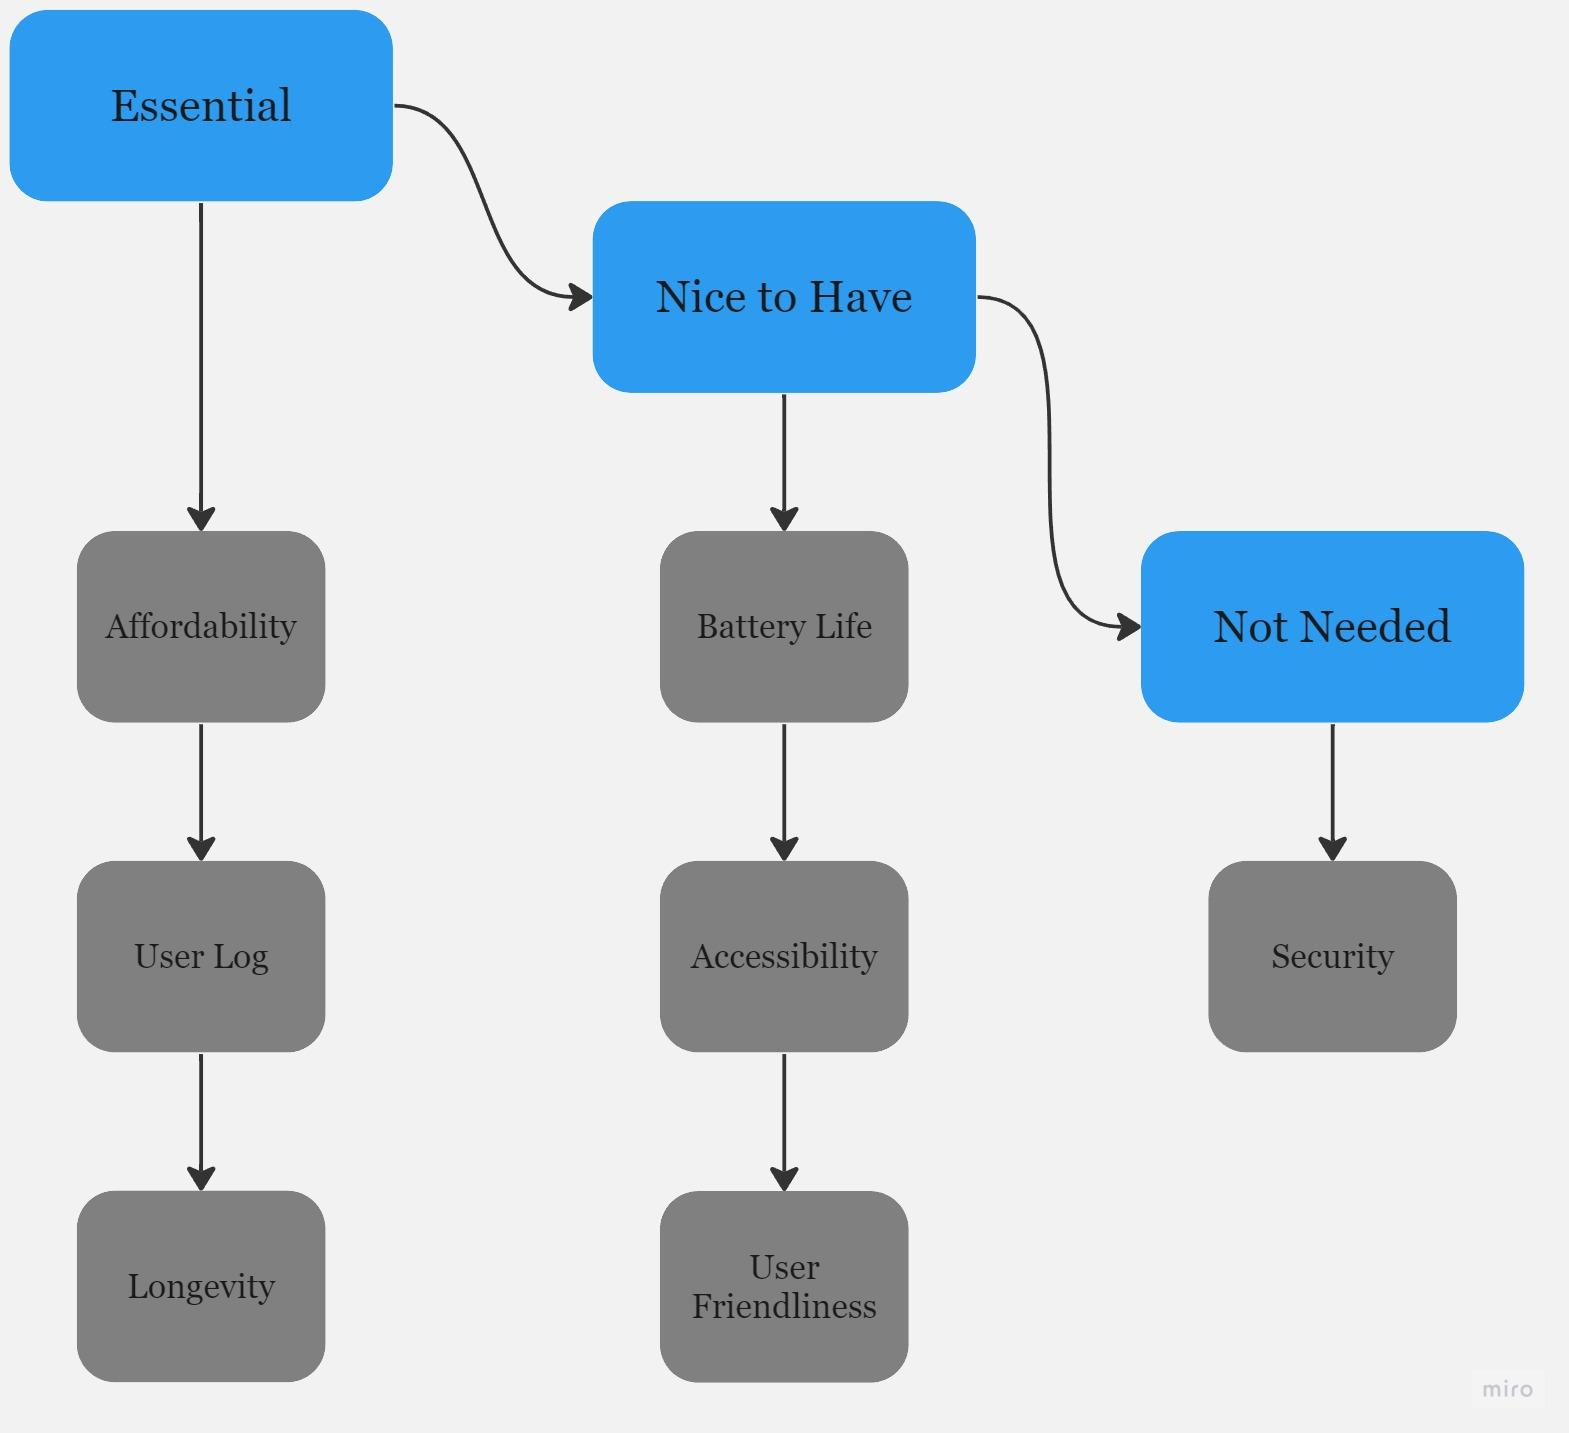 Essential
Nice to Have
Affordability
Battery Life
Not Needed
User Log
Accessibility
Security
Longevity
User
Friendliness
miro